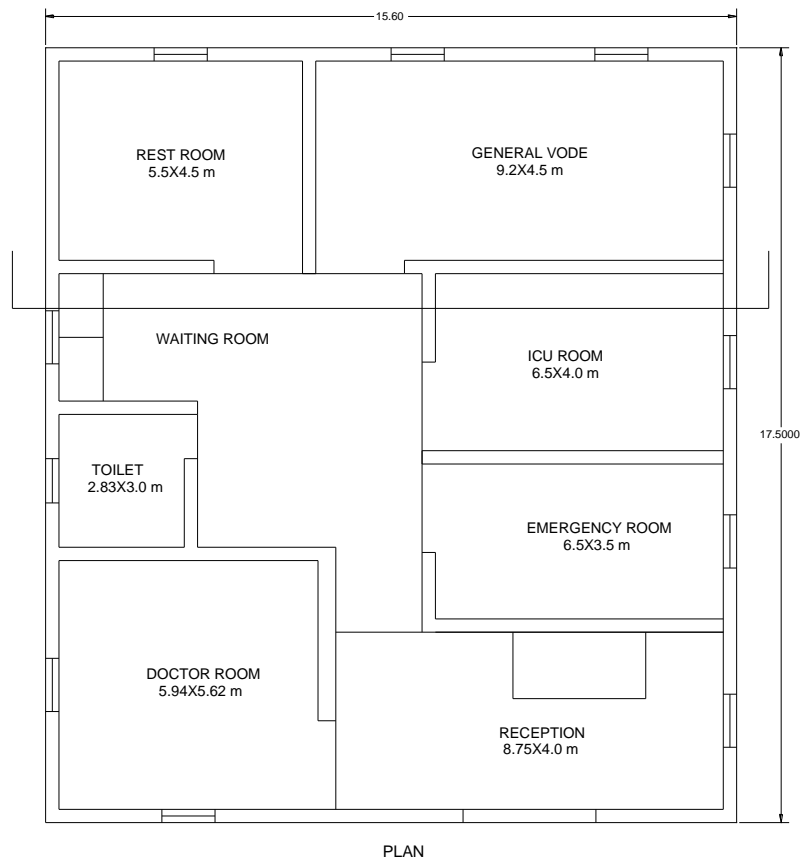 15.60
REST ROOM
5.5X4.5 m
GENERAL VODE
9.2X4.5 m
WAITING ROOM
ICU ROOM
6.5X4.0 m
17.5000
TOILET
2.83X3.0 m
EMERGENCY ROOM
6.5X3.5 m
DOCTOR ROOM
5.94X5.62 m
RECEPTION
8.75X4.0 m
PLAN